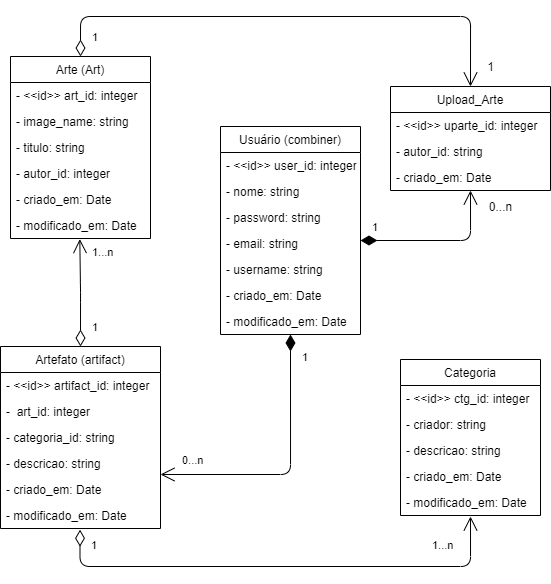 1
1
Arte (Art)
- <<id>> art_id: integer
- image_name: string
- titulo: string
- autor_id: integer
- criado_em: Date
- modificado_em: Date
Upload_Arte
- <<id>> uparte_id: integer
- autor_id: string
- criado_em: Date
Usuário (combiner)
- <<id>> user_id: integer
- nome: string
- password: string
- email: string
- username: string
- criado_em: Date
- modificado_em: Date
1
0...n
1...n
1
1
Artefato (artifact)
- <<id>> artifact_id: integer
- art_id: integer
- categoria_id: string
- descricao: string
- criado_em: Date
- modificado_em: Date
0...n
Categoria
- <<id>> ctg_id: integer
- criador: string
- descricao: string
- criado_em: Date
- modificado_em: Date
1
1...n